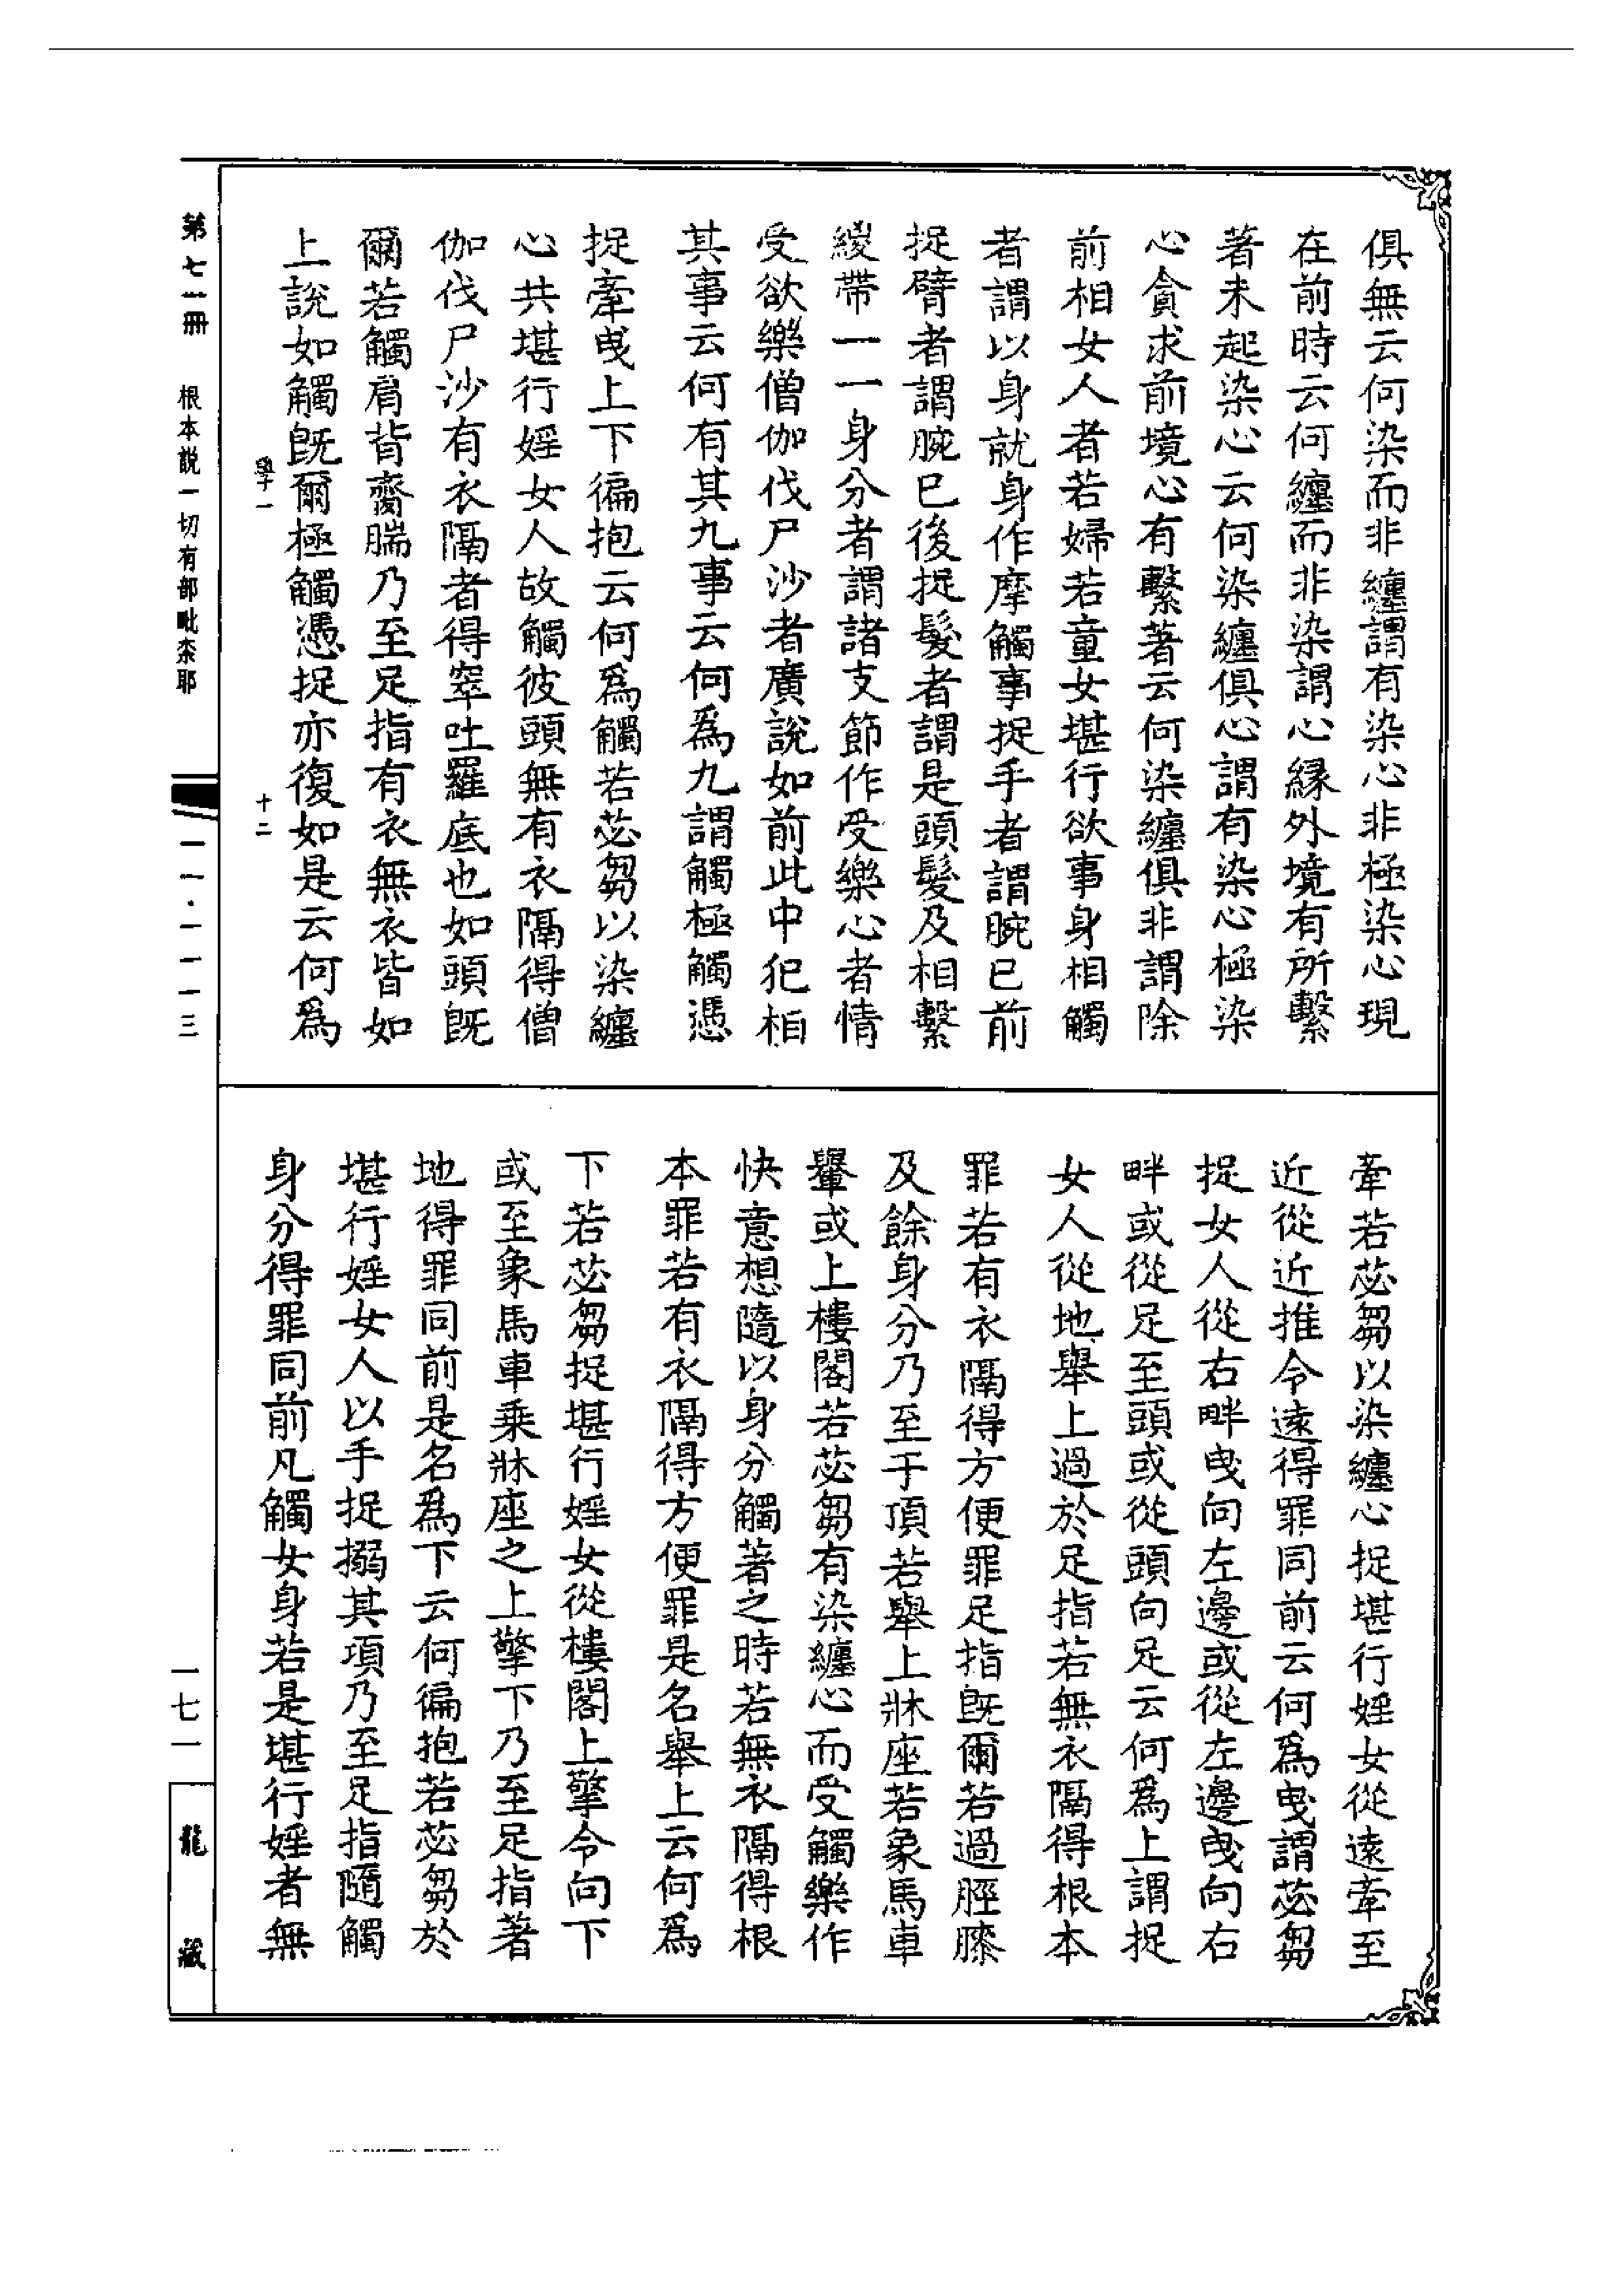 俱無云何染而非纏謂有染心非極染心現
在前時云何纏而非染謂心緣外境有所繫
著未起染心云何染纏俱心謂有染心極染
心貪求前境心有繫著云何染纏俱非謂除
前相女人者若婦若童女堪行欲事身相觸
者謂以身就身作摩觸事捉手者謂腕已前
捉臂者謂腕已後捉髮者謂是頭髮及相繫
綬帶一一身分者謂諸支節作受樂心者情
受欲樂僧伽伐尸沙者廣說如前此中犯相
其事云何有其九事云何爲九謂觸極觸憑
捉牽曳上下徧抱云何爲觸若苾芻以染纏
心共堪行婬女人故觸彼頭無有衣隔得僧
伽伐尸沙有衣隔者得窣吐羅底也如頭旣
爾若觸肩背臍腨乃至足指有衣無衣皆如
上說如觸旣爾極觸憑捉亦復如是云何爲
牽若苾芻以染纏心捉堪行婬女從遠牽至
近從近推令遠得罪同前云何爲曳謂苾芻
捉女人從右畔曳向左邊或從左邊曳向右
畔或從足至頭或從頭向足云何爲上謂捉
女人從地舉上過於足指若無衣隔得根本
罪若有衣隔得方便罪足指旣爾若過脛膝
及餘身分乃至于項若舉上牀座若象馬車
轝或上樓閣若苾芻有染纏心而受觸樂作
快意想隨以身分觸著之時若無衣隔得根
本罪若有衣隔得方便罪是名舉上云何爲
下若苾芻捉堪行婬女從樓閣上擎令向下
或至象馬車乘牀座之上擎下乃至足指著
地得罪同前是名爲下云何徧抱若苾芻於
堪行婬女人以手捉搦其項乃至足指隨觸
身分得罪同前凡觸女身若是堪行婬者無
學一 十二
第七一冊 根本説一切有部毗奈耶 一一一·一一一三
一七一 龍藏